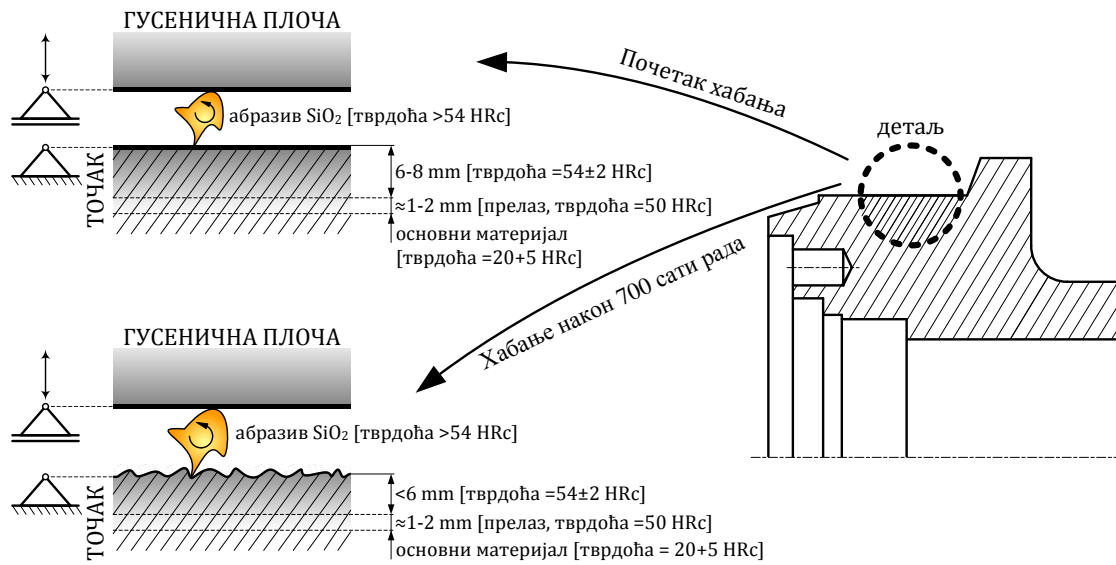 ГУСЕНИЧНА ПЛОЧА
абразив SiO₂ [тврдоћа >54 HRc]
ТОЧАК
6-8 mm [тврдоћа =54±2 HRc]
≈1-2 mm [прелаз, тврдоћа =50 HRc]
основни материјал
[тврдоћа =20+5 HRc]
Почетак хабања
детаљ
Хабање након 700 сати рада
ГУСЕНИЧНА ПЛОЧА
абразив SiO₂ [тврдоћа >54 HRc]
ТОЧАК
<6 mm [тврдоћа =54±2 HRc]
≈1-2 mm [прелаз, тврдоћа =50 HRc]
основни материјал [тврдоћа = 20+5 HRc]